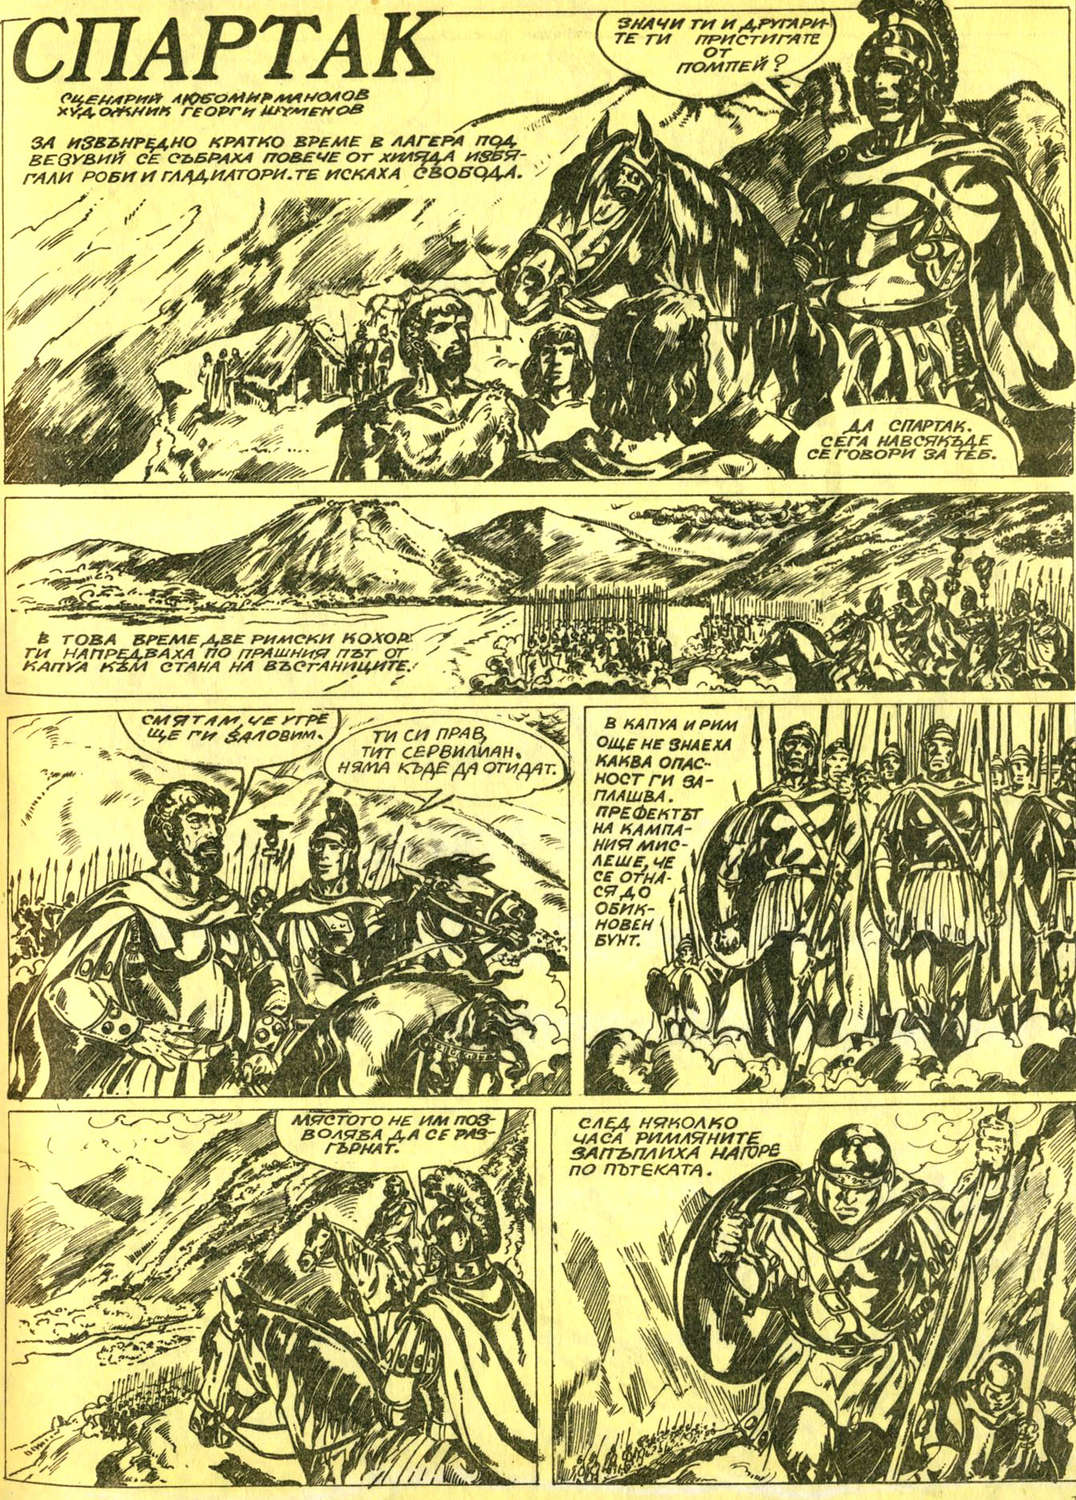 СПАРТАК
СЦЕНАРИЙ ЛЮБОМИР МАНОЛОВ
ХУДОЖНИК ГЕОРГИ ШУМЕНОВ
ЗА ИЗВЪНРЕДНО КРАТКО ВРЕМЕ В ЛАГЕРА ПОД
ВЕЗУВИЙ СЕ СЪБРАХА ПОВЕЧЕ ОТ ХИЛЯДА ИЗБЯ-
ГАЛИ РОБИ И ГЛАДИАТОРИ. ТЕ ИСКАХА СВОБОДА.
ЗНАЧИ ТИ И ДРУГАРИ-
ТЕ ТИ ПРИСТИГАТЕ
ОТ
ПОМПЕЙ?
ДА СПАРТАК.
СЕГА НАВСЯКЪДЕ
СЕ ГОВОРИ ЗА ТЕБ.
В ТОВА ВРЕМЕ ДВЕ РИМСКИ КОХОР-
ТИ НАПРЕДВАХА ПО ПРАШНИЯ ПЪТ ОТ
КАПУА КЪМ СТАНА НА ВЪСТАНИЦИТЕ.
СМЯТАМ, ЧЕ УТРЕ
ЩЕ ГИ ЗАЛОВИМ.
ТИ СИ ПРАВ,
ТИТ СЕРВИЛИАН.
НЯМА КЪДЕ ДА ОТИДАТ.
В КАПУА И РИМ
ОЩЕ НЕ ЗНАЕХА
КАКВА ОПАС-
НОСТ ГИ ЗА-
ПЛАШВА.
ПРЕФЕКТЪТ
НА КАМПА-
НИЯ МИС-
ЛЕШЕ, ЧЕ
СЕ ОТНА-
СЯ ДО
ОБИК-
НОВЕН
БУНТ.
МЯСТОТО НЕ ИМ ПОЗ-
ВОЛЯВА ДА СЕ РАЗ-
ГЪРНАТ.
СЛЕД НЯКОЛКО
ЧАСА РИМЛЯНИТЕ
ЗАПЪПЛИХА НАГОРЕ
ПО ПЪТЕКАТА.